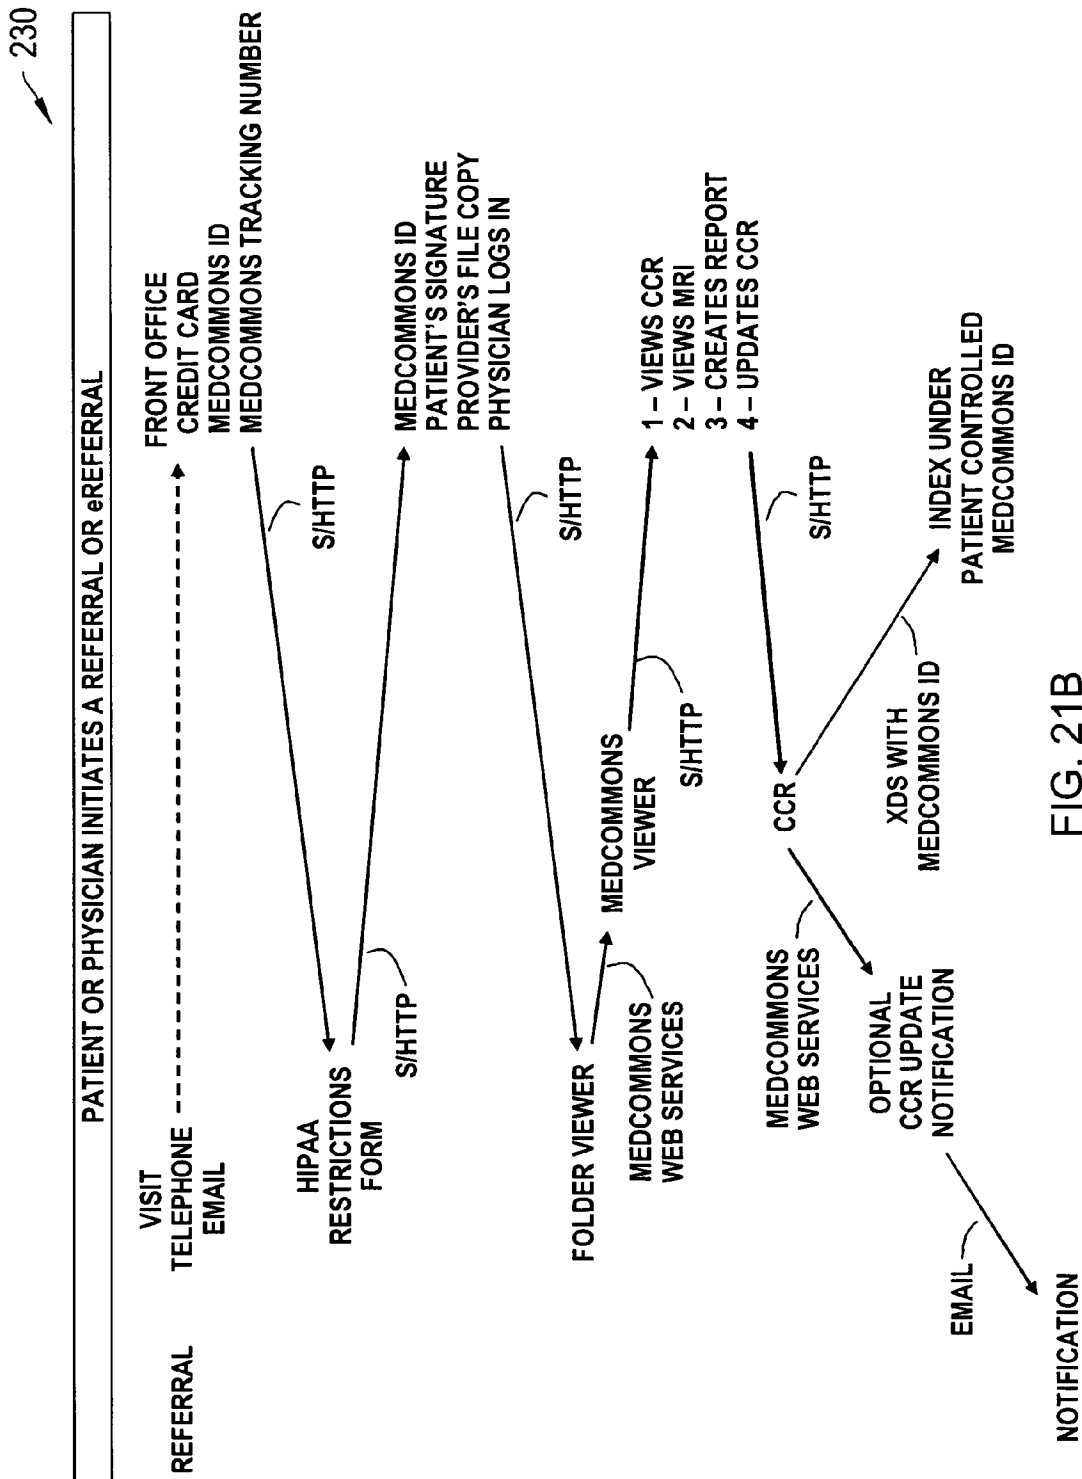 230
PATIENT OR PHYSICIAN INITIATES A REFERRAL OR eREFERRAL
REFERRAL
VISIT
TELEPHONE
EMAIL
FRONT OFFICE
CREDIT CARD
MEDCOMMONS ID
MEDCOMMONS TRACKING NUMBER
S/HTTP
HIPAA
RESTRICTIONS
FORM
S/HTTP
MEDCOMMONS ID
PATIENT'S SIGNATURE
PROVIDER'S FILE COPY
PHYSICIAN LOGS IN
S/HTTP
FOLDER VIEWER
MEDCOMMONS
WEB SERVICES
MEDCOMMONS
VIEWER
S/HTTP
1 – VIEWS CCR
2 – VIEWS MRI
3 – CREATES REPORT
4 – UPDATES CCR
S/HTTP
CCR
MEDCOMMONS
WEB SERVICES
XDS WITH
MEDCOMMONS ID
INDEX UNDER
PATIENT CONTROLLED
MEDCOMMONS ID
OPTIONAL
CCR UPDATE
NOTIFICATION
EMAIL
NOTIFICATION
FIG. 21B